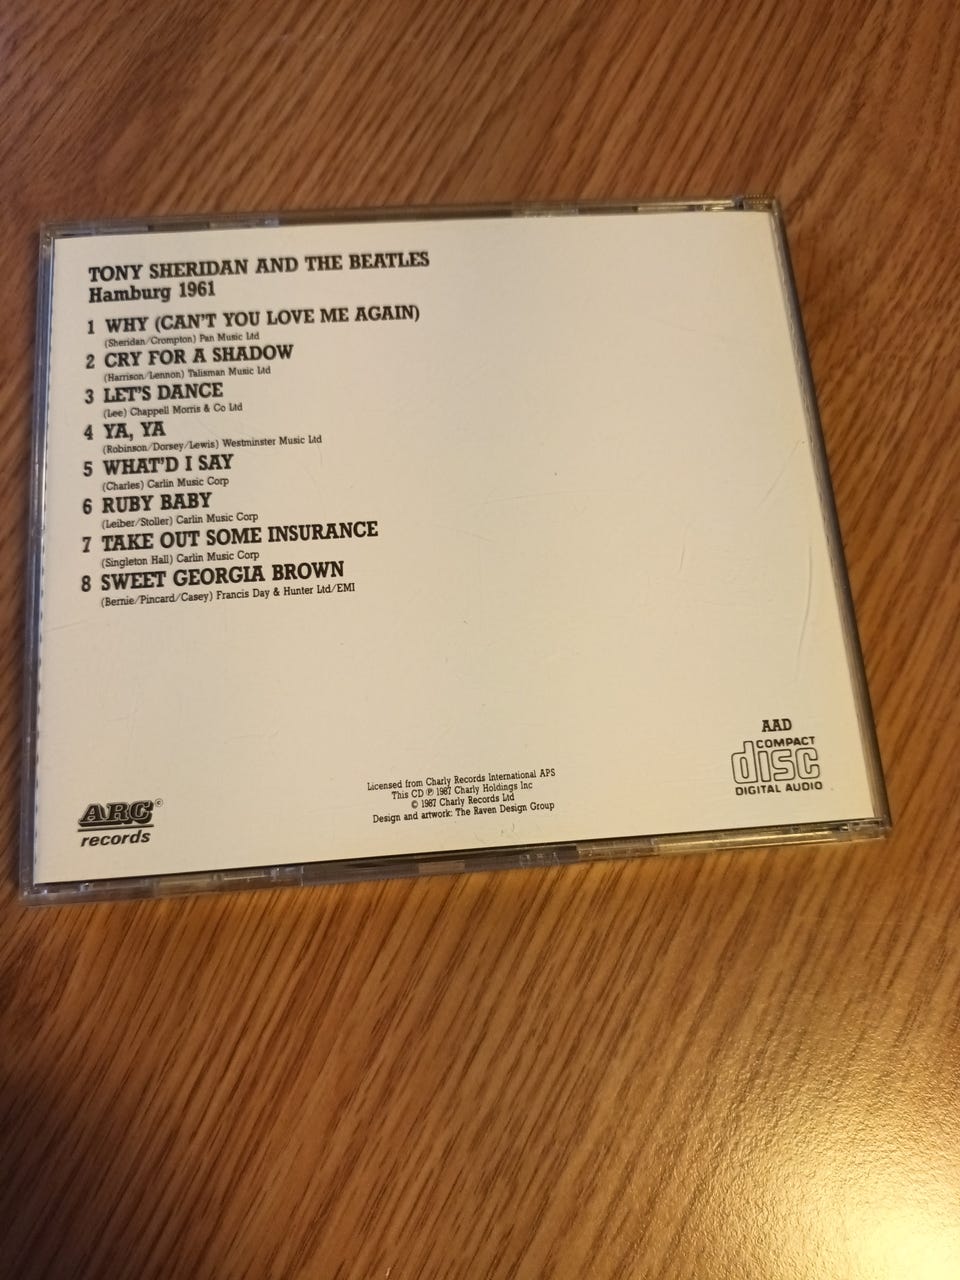 TONY SHERIDAN AND THE BEATLES
Hamburg 1961
1 WHY (CAN'T YOU LOVE ME AGAIN)
(Sheridan/Crompton) Pan Music Ltd
2 CRY FOR A SHADOW
(Harrison/Lennon) Talisman Music Ltd
3 LET'S DANCE
(Lee) Chappell Morris & Co Ltd
4 YA, YA
(Robinson/Dorsey/Lewis) Westminster Music Ltd
5 WHAT'D I SAY
(Charles) Carlin Music Corp
6 RUBY BABY
(Leiber/Stoller) Carlin Music Corp
7 TAKE OUT SOME INSURANCE
(Singleton Hall) Carlin Music Corp
8 SWEET GEORGIA BROWN
(Bernie/Pincard/Casey) Francis Day & Hunter Ltd/EMI
AAD
COMPACT
disc
DIGITAL AUDIO
Licensed from Charly Records International APS
This CD ℗ 1987 Charly Holdings Inc
© 1987 Charly Records Ltd
Design and artwork: The Raven Design Group
ARC©
records